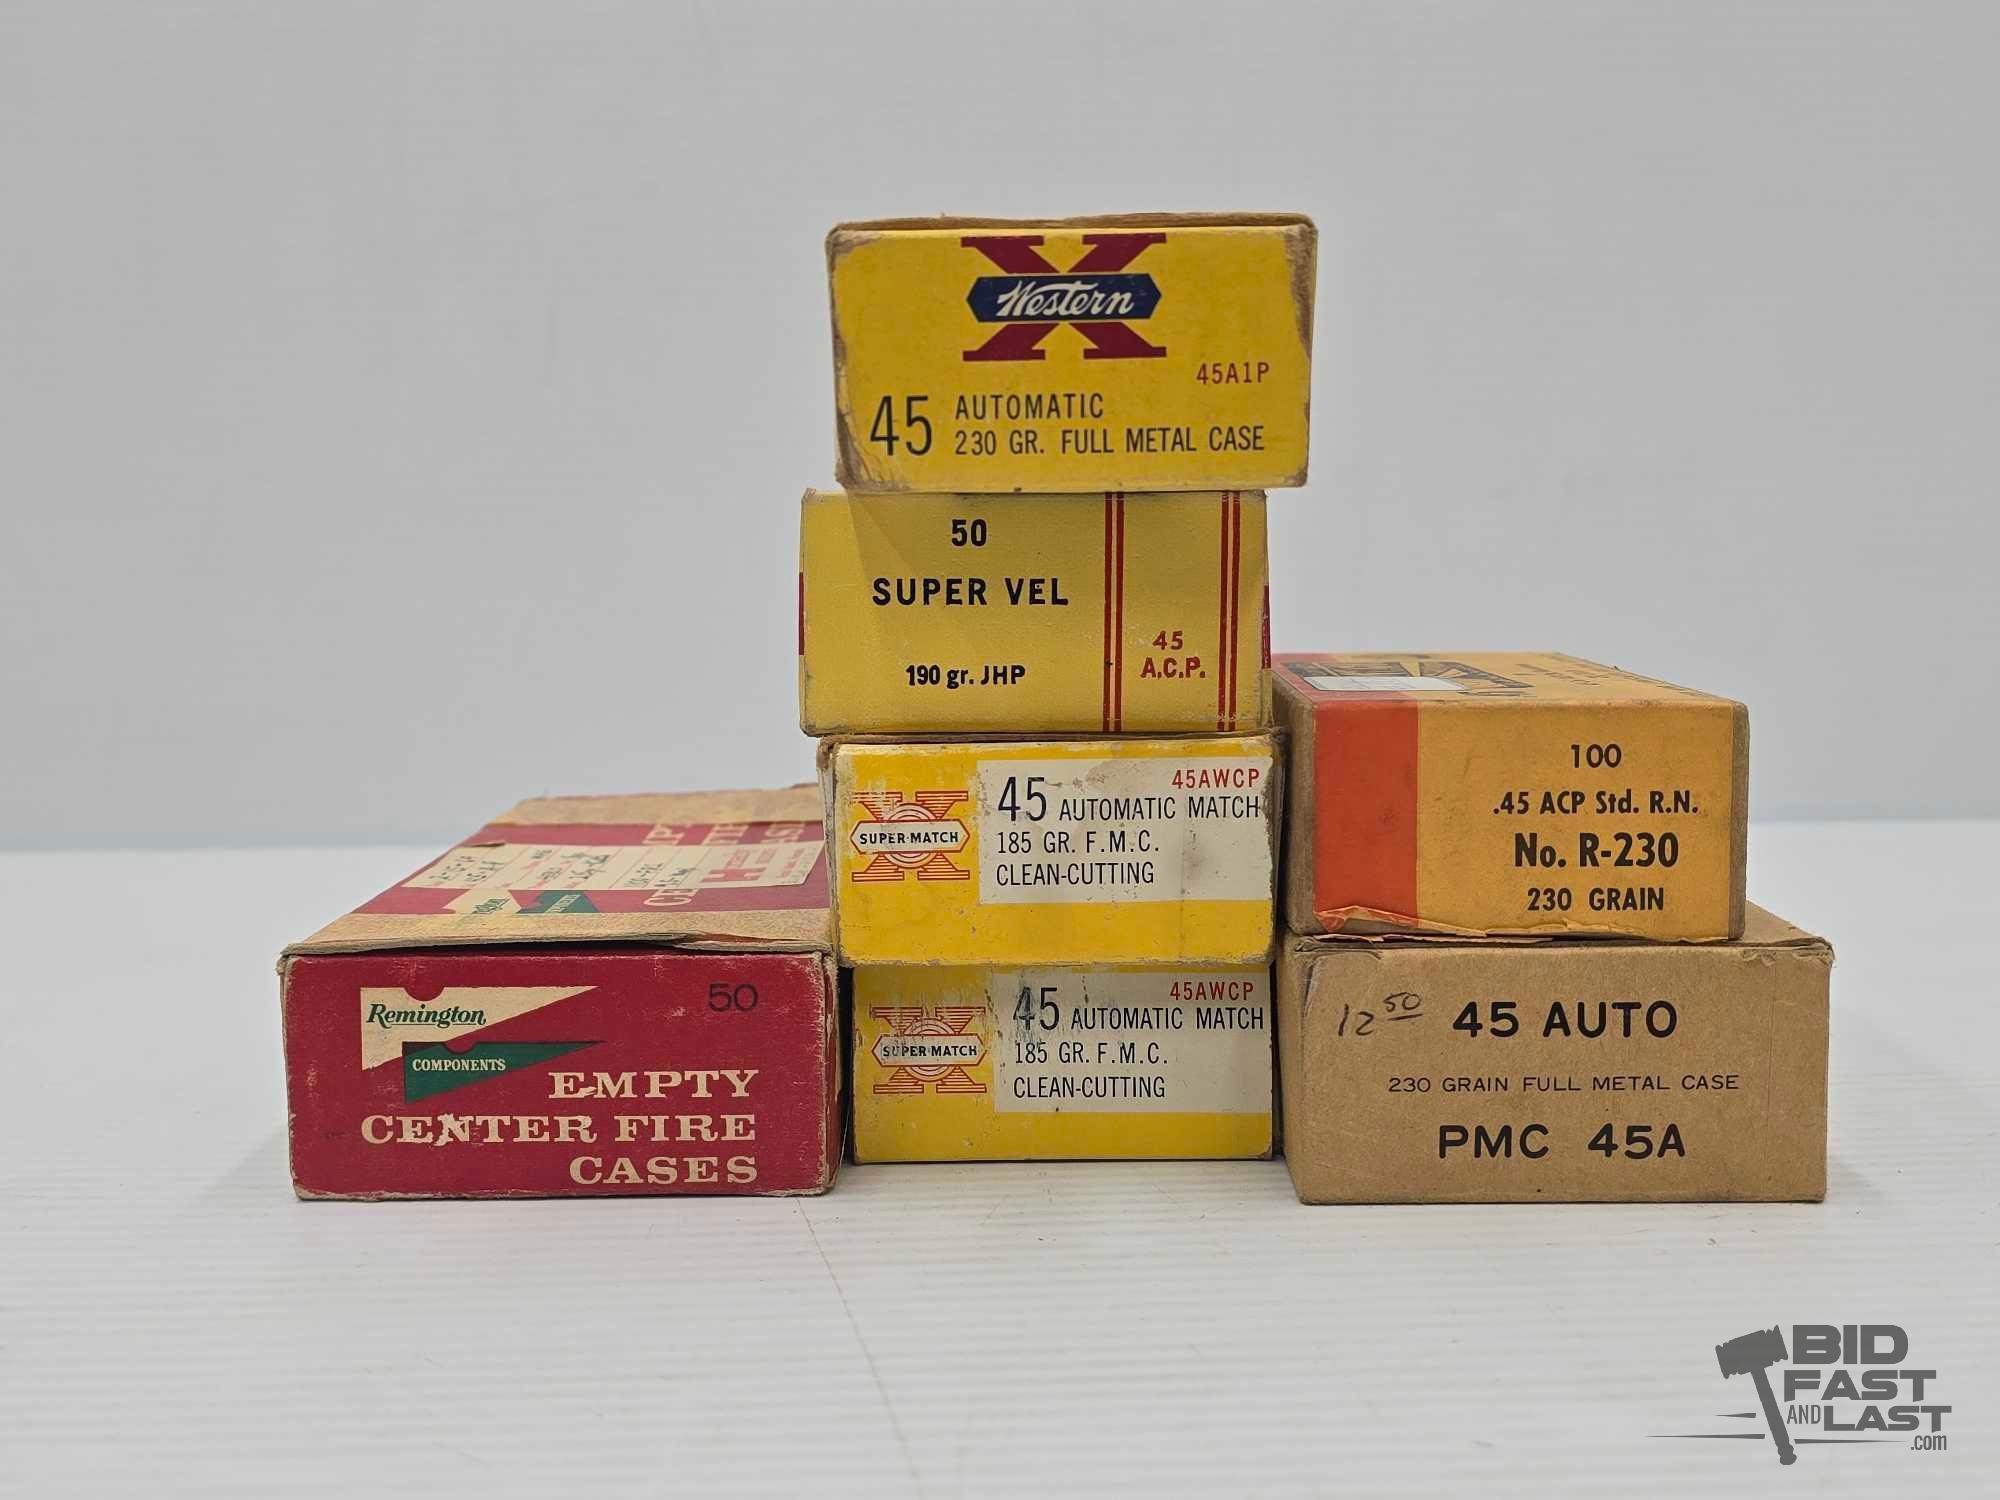 Western
45A1P
45 AUTOMATIC
230 GR. FULL METAL CASE
50
SUPER VEL
190 gr. JHP
45
A.C.P.
45AWCP
45 AUTOMATIC MATCH
SUPER-MATCH
185 GR. F.M.C.
CLEAN-CUTTING
45AWCP
45 AUTOMATIC MATCH
SUPER-MATCH
185 GR. F.M.C.
CLEAN-CUTTING
Remington
50
COMPONENTS
EMPTY
CENTER FIRE
CASES
100
.45 ACP Std. R.N.
No. R-230
230 GRAIN
12 50
45 AUTO
230 GRAIN FULL METAL CASE
PMC 45A
BID
FAST
AND LAST
.com